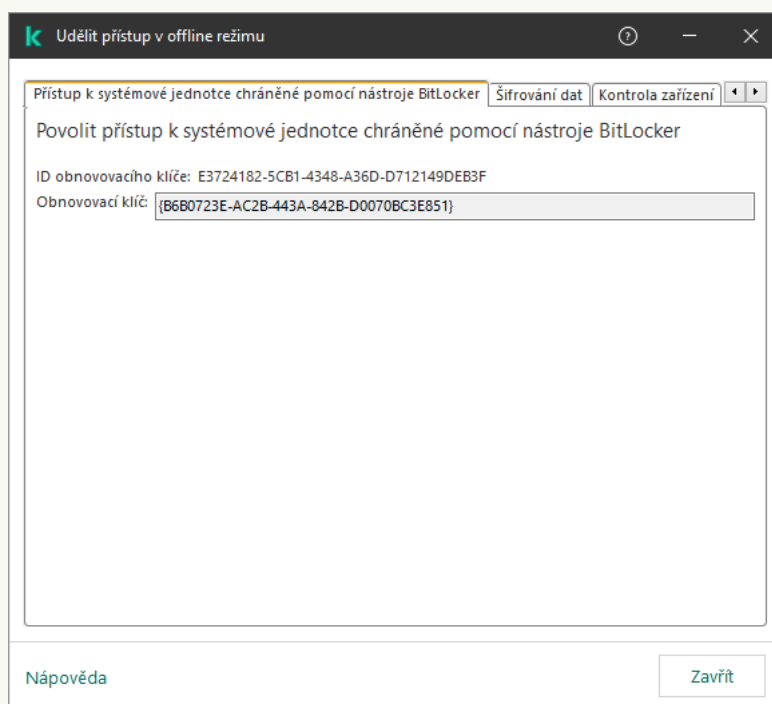 Udělit přístup v offline režimu
Přístup k systémové jednotce chráněné pomocí nástroje BitLocker Šifrování dat Kontrola zařízení
Povolit přístup k systémové jednotce chráněné pomocí nástroje BitLocker
ID obnovovacího klíče: E3724182-5CB1-4348-A36D-D712149DEB3F
Obnovovací klíč: {B6B0723E-AC2B-443A-842B-D0070BC3E851}
Nápověda Zavřít